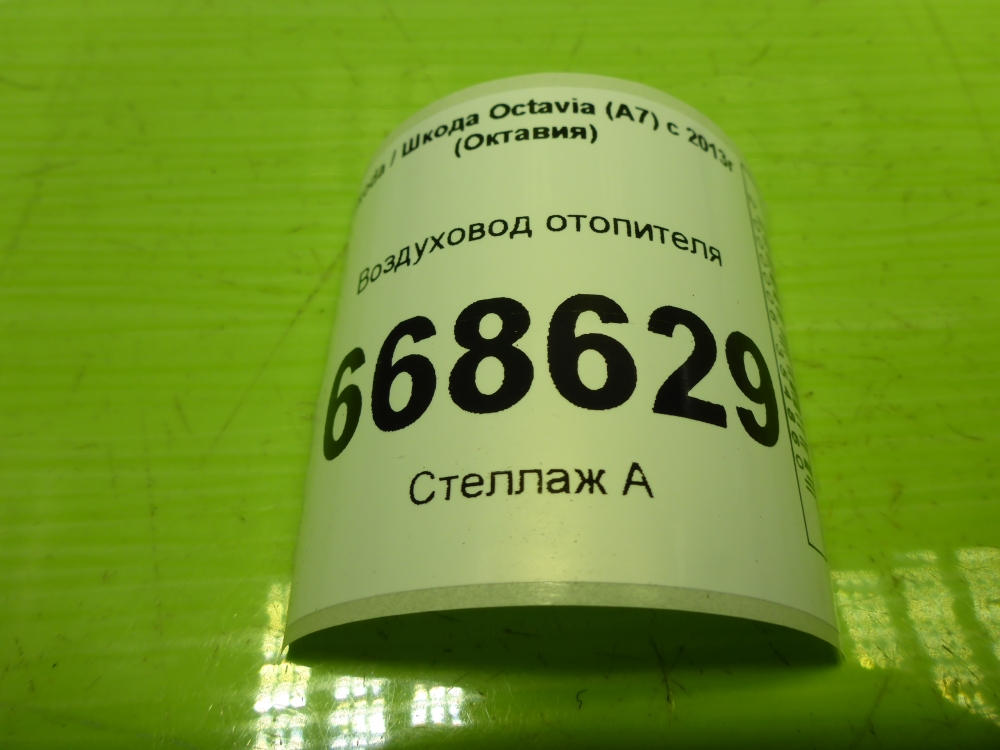 / Шкода Octavia (A7) с 2013г
(Октавия)
Воздуховод отопителя
668629
Стеллаж А